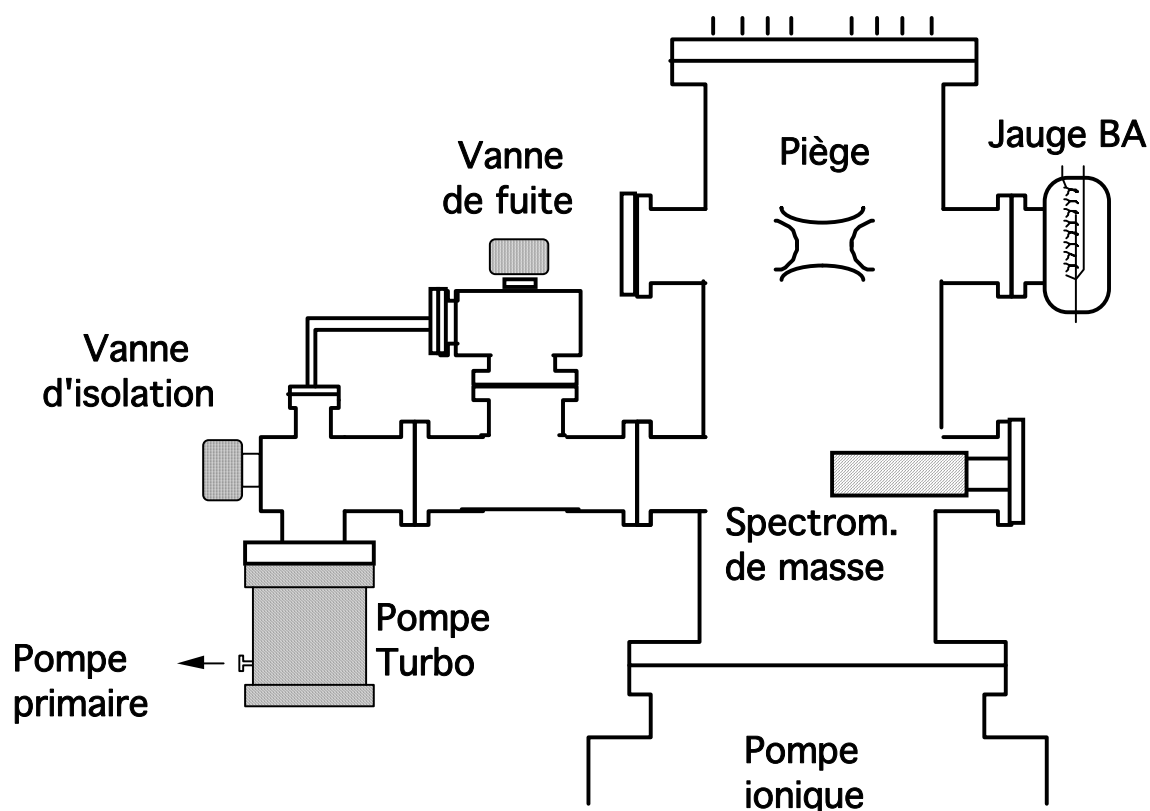 Piège
Jauge BA
Vanne
de fuite
Vanne
d'isolation
Spectrom.
de masse
Pompe
Turbo
Pompe
primaire
Pompe
ionique